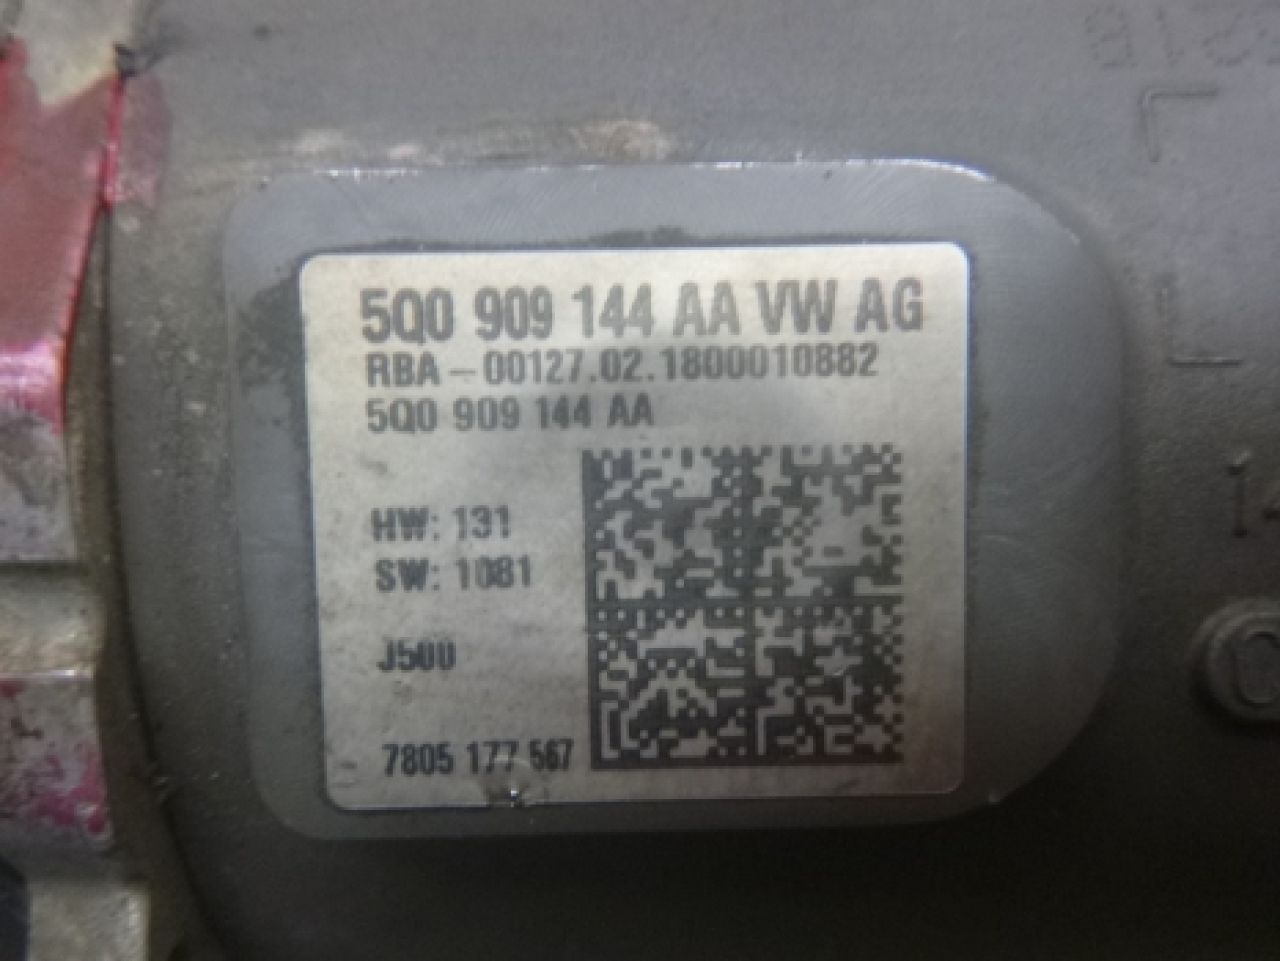 5Q0 909 144 AA VW AG
RBA-00127.02.1800010882
5Q0 909 144 AA
HW: 131
SW: 1081
J500
7805 177 567